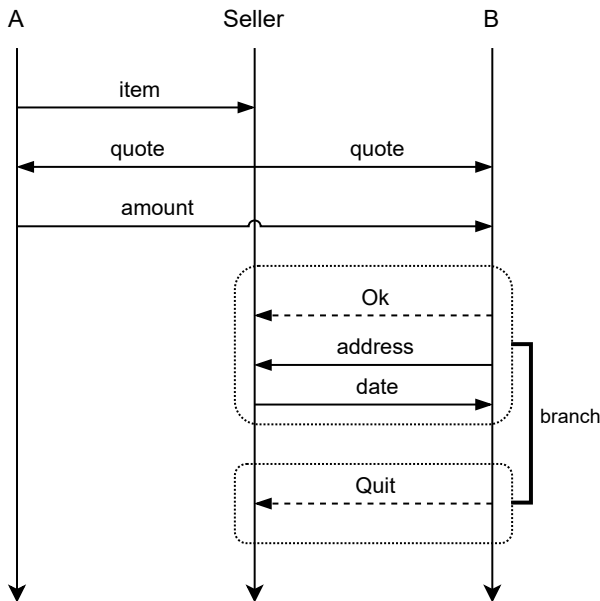 A Seller B
item
quote quote
amount
Ok
address
date
branch
Quit